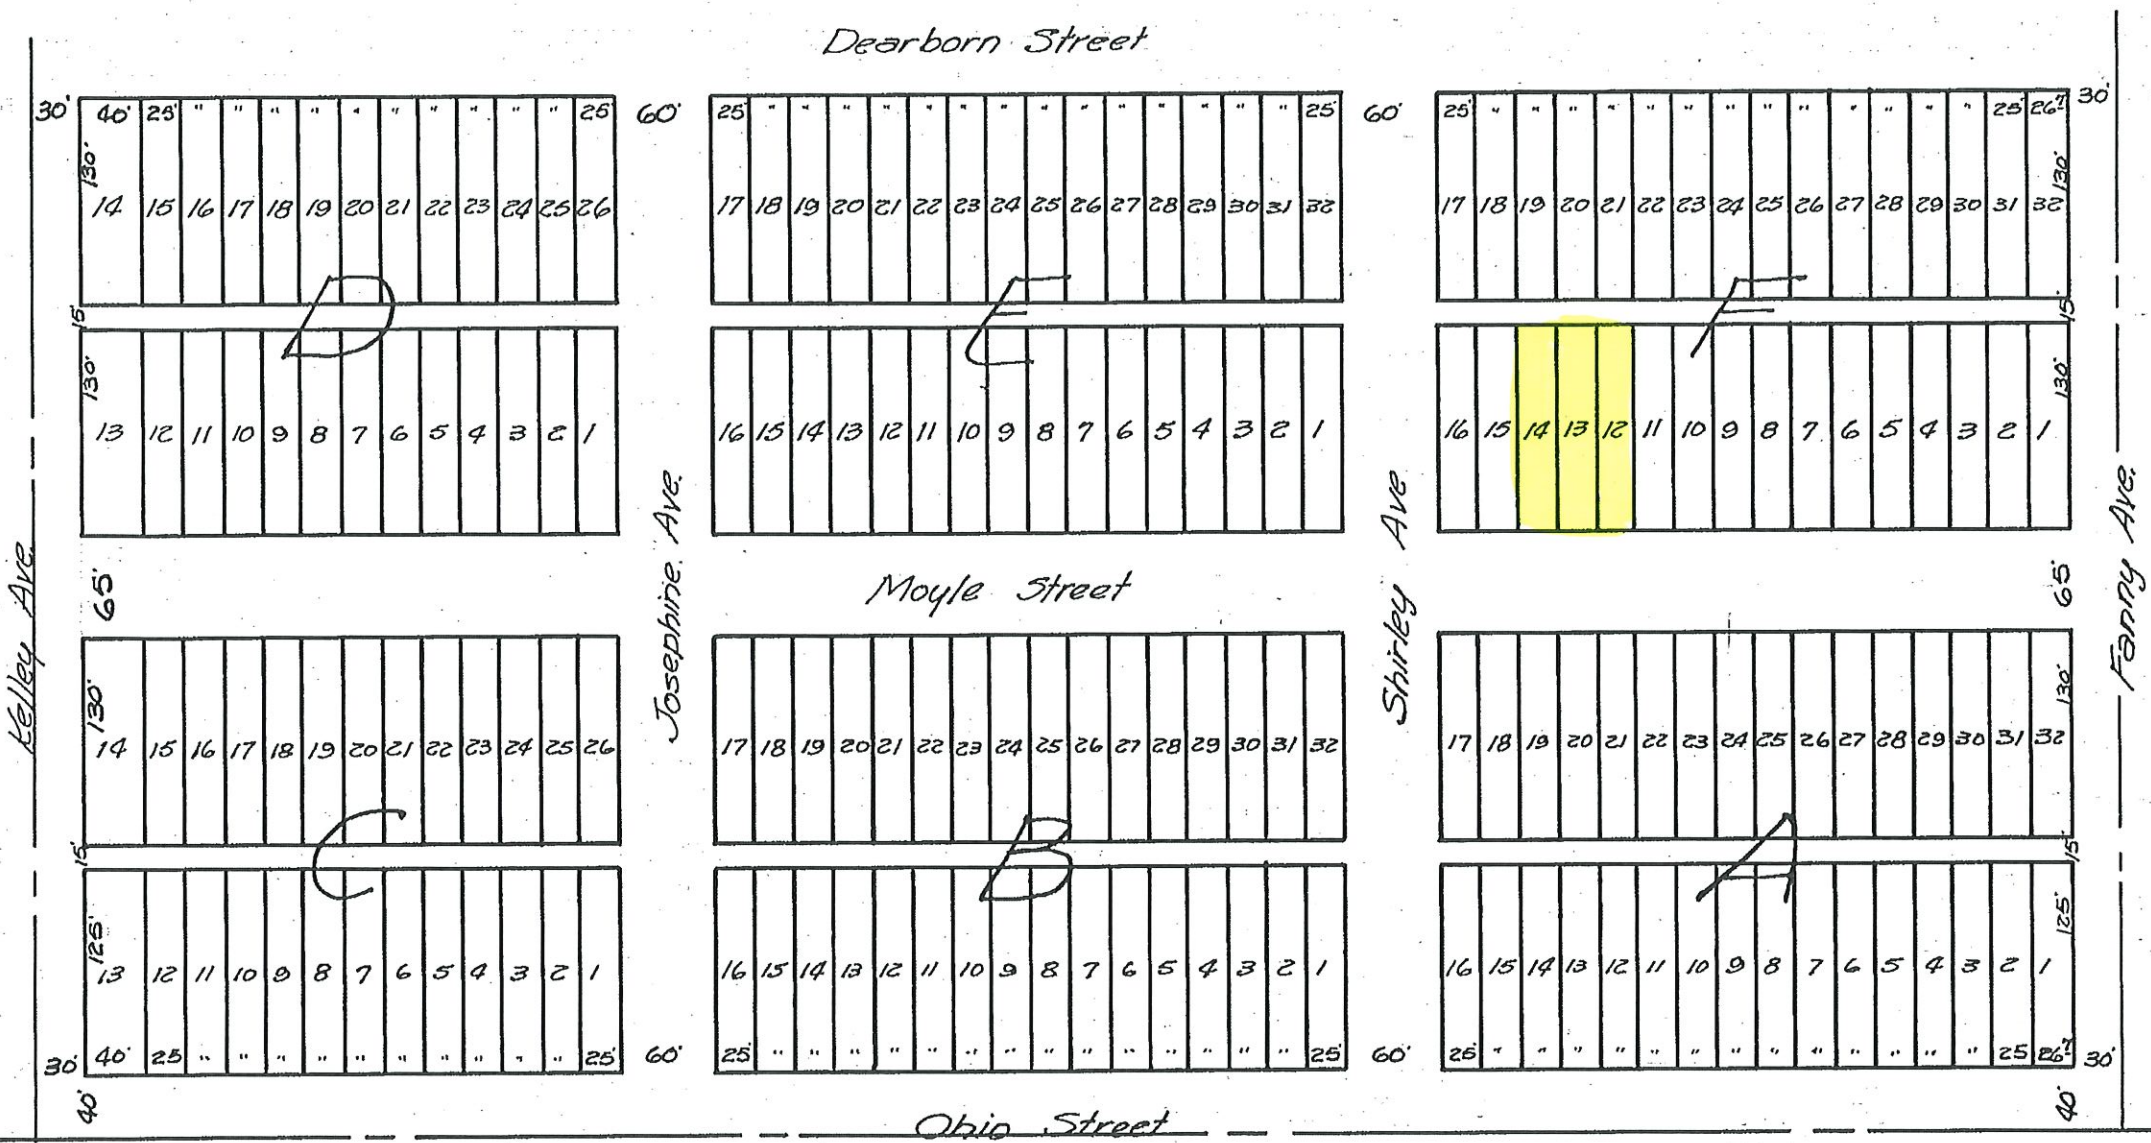 Dearborn Street
30' 40' 25' " " " " " " " " " " 25' 60' 25' " " " " " " " " " " " " " " 25' 60' 25' " " " " " " " " " " " " " 25' 26.7 30'
130' 130'
14 15 16 17 18 19 20 21 22 23 24 25 26 17 18 19 20 21 22 23 24 25 26 27 28 29 30 31 32 17 18 19 20 21 22 23 24 25 26 27 28 29 30 31 32
D E F
15' 15'
130' 130'
13 12 11 10 9 8 7 6 5 4 3 2 1 16 15 14 13 12 11 10 9 8 7 6 5 4 3 2 1 16 15 14 13 12 11 10 9 8 7 6 5 4 3 2 1
Kelley Ave.
Josephine Ave.
Shirley Ave
Fanny Ave.
65' Moyle Street 65'
130' 130'
14 15 16 17 18 19 20 21 22 23 24 25 26 17 18 19 20 21 22 23 24 25 26 27 28 29 30 31 32 17 18 19 20 21 22 23 24 25 26 27 28 29 30 31 32
C B A
15' 15'
125' 125'
13 12 11 10 9 8 7 6 5 4 3 2 1 16 15 14 13 12 11 10 9 8 7 6 5 4 3 2 1 16 15 14 13 12 11 10 9 8 7 6 5 4 3 2 1
30' 40' 25 " " " " " " " " " " 25' 60' 25' " " " " " " " " " " " " " " 25' 60' 25' " " " " " " " " " " " " " 25 26.7 30'
40' 40'
Ohio Street